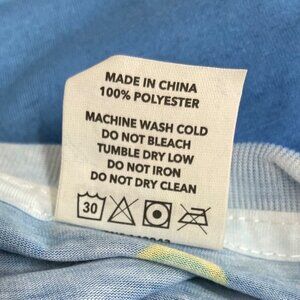 MADE IN CHINA
100% POLYESTER
MACHINE WASH COLD
DO NOT BLEACH
TUMBLE DRY LOW
DO NOT IRON
DO NOT DRY CLEAN
30